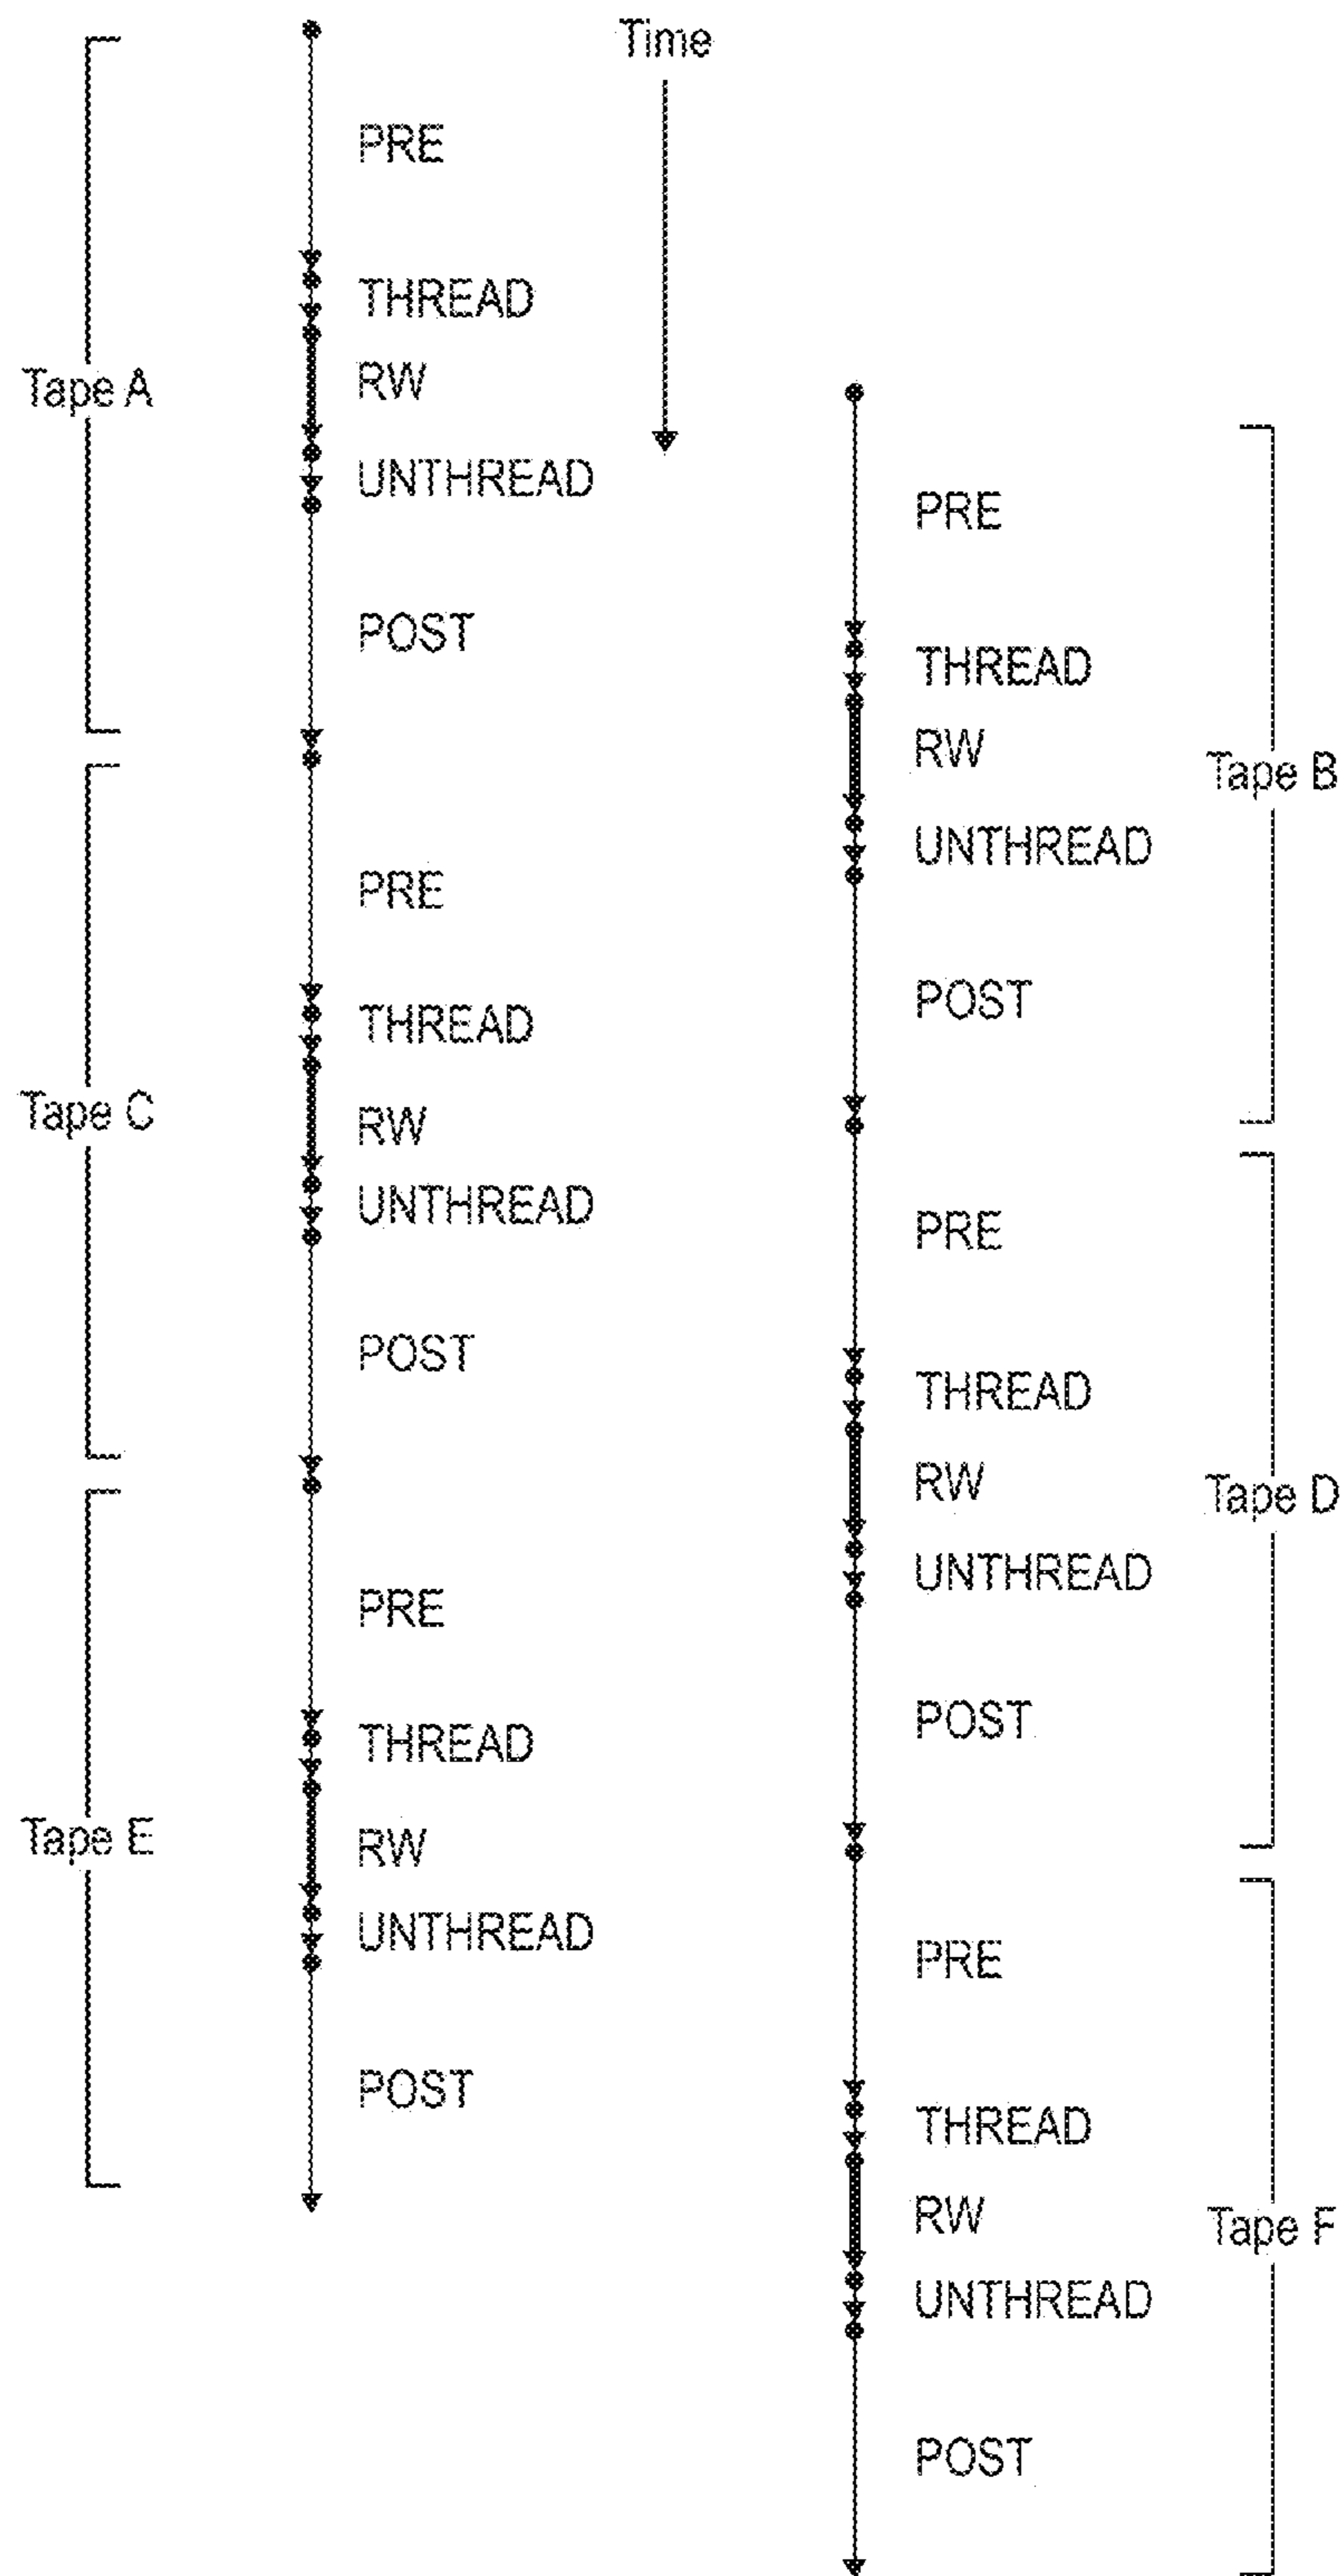 Time
PRE
THREAD
Tape A
RW
UNTHREAD
POST
PRE
THREAD
RW
Tape B
UNTHREAD
POST
PRE
THREAD
Tape C
RW
UNTHREAD
POST
PRE
THREAD
RW
Tape D
UNTHREAD
POST
PRE
THREAD
Tape E
RW
UNTHREAD
POST
PRE
THREAD
RW
Tape F
UNTHREAD
POST